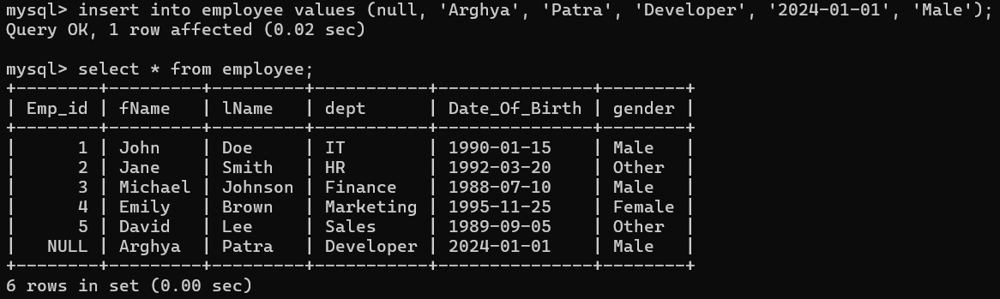 mysql> insert into employee values (null, 'Arghya', 'Patra', 'Developer', '2024-01-01', 'Male');
Query OK, 1 row affected (0.02 sec)

mysql> select * from employee;
+--------+---------+---------+-----------+---------------+--------+
| Emp_id | fName   | lName   | dept      | Date_Of_Birth | gender |
+--------+---------+---------+-----------+---------------+--------+
|      1 | John    | Doe     | IT        | 1990-01-15    | Male   |
|      2 | Jane    | Smith   | HR        | 1992-03-20    | Other  |
|      3 | Michael | Johnson | Finance   | 1988-07-10    | Male   |
|      4 | Emily   | Brown   | Marketing | 1995-11-25    | Female |
|      5 | David   | Lee     | Sales     | 1989-09-05    | Other  |
|   NULL | Arghya  | Patra   | Developer | 2024-01-01    | Male   |
+--------+---------+---------+-----------+---------------+--------+
6 rows in set (0.00 sec)